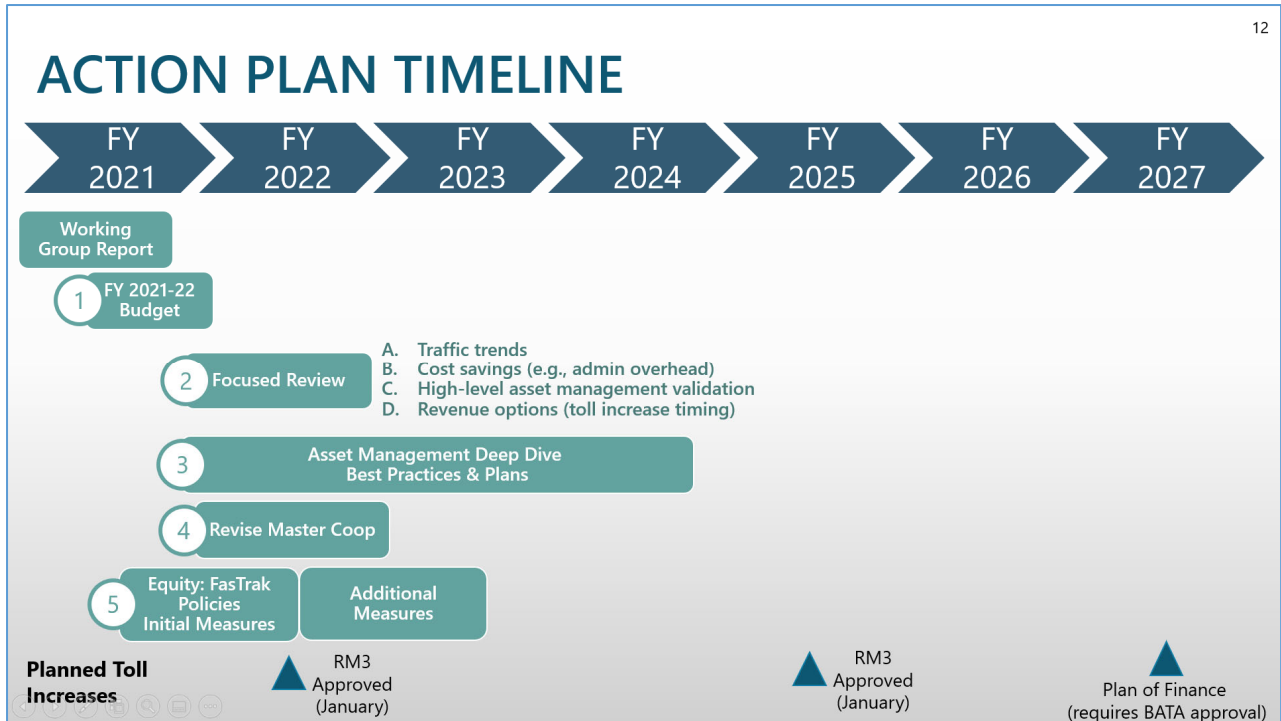 12
ACTION PLAN TIMELINE
FY
2021
FY
2022
FY
2023
FY
2024
FY
2025
FY
2026
FY
2027
Working
Group Report
1
FY 2021-22
Budget
2
Focused Review
A. Traffic trends
B. Cost savings (e.g., admin overhead)
C. High-level asset management validation
D. Revenue options (toll increase timing)
3
Asset Management Deep Dive
Best Practices & Plans
4
Revise Master Coop
5
Equity: FasTrak
Policies
Initial Measures
Additional
Measures
Planned Toll
Increases
RM3
Approved
(January)
RM3
Approved
(January)
Plan of Finance
(requires BATA approval)